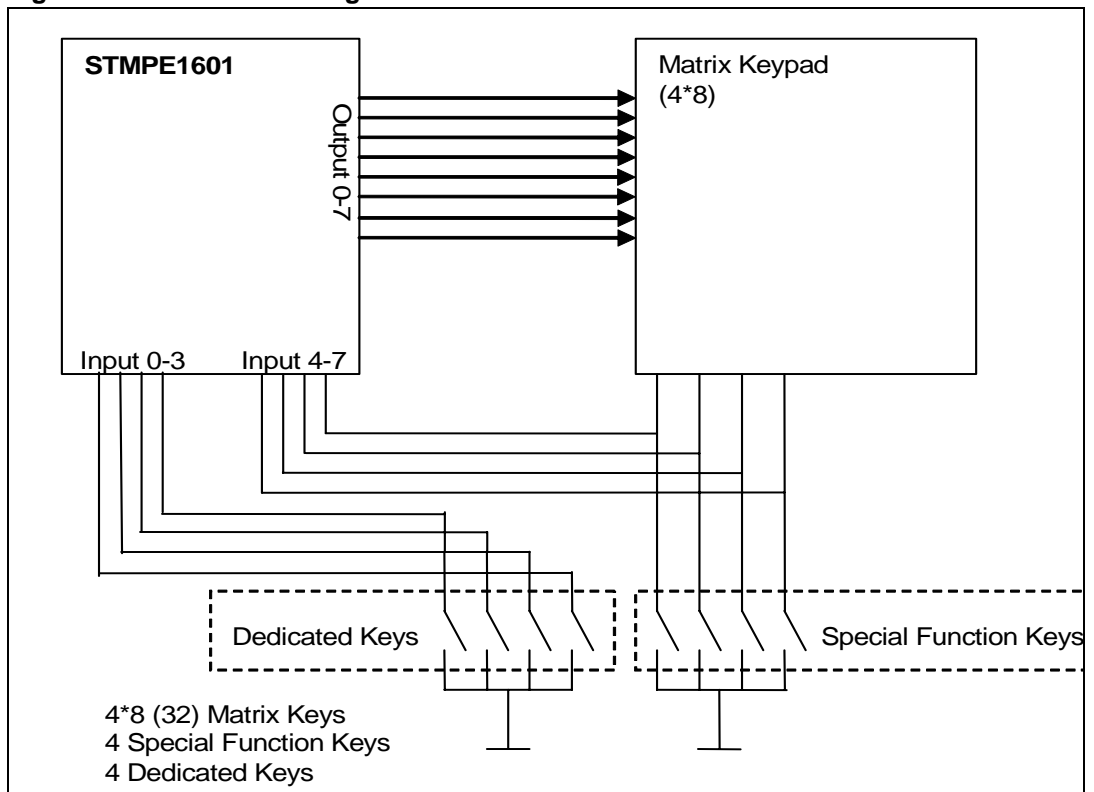 STMPE1601
Matrix Keypad
(4*8)
Output 0-7
Input 0-3
Input 4-7
Dedicated Keys
Special Function Keys
4*8 (32) Matrix Keys
4 Special Function Keys
4 Dedicated Keys